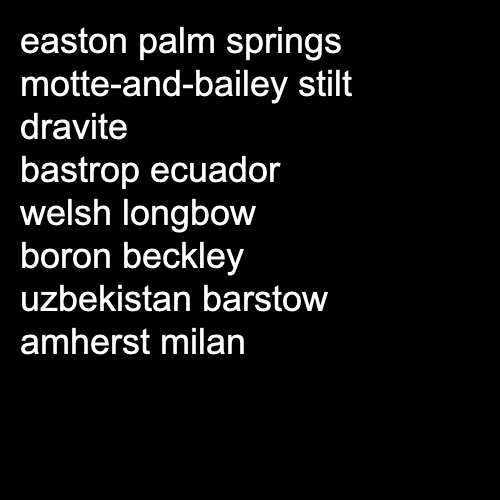 easton palm springs
motte-and-bailey stilt
dravite
bastrop ecuador
welsh longbow
boron beckley
uzbekistan barstow
amherst milan